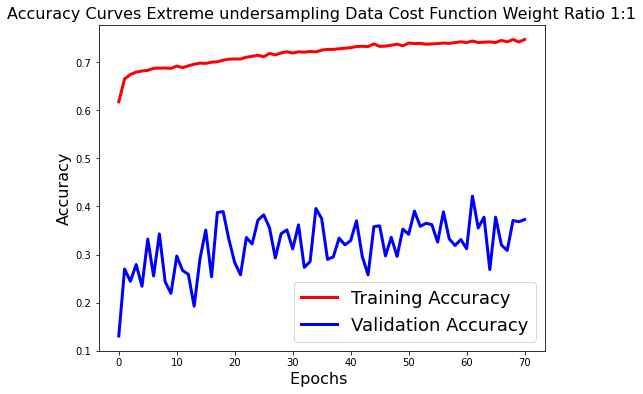 Accuracy Curves Extreme undersampling Data Cost Function Weight Ratio 1:1
Accuracy
0.7
0.6
0.5
0.4
0.3
0.2
0.1
Training Accuracy
Validation Accuracy
0 10 20 30 40 50 60 70
Epochs